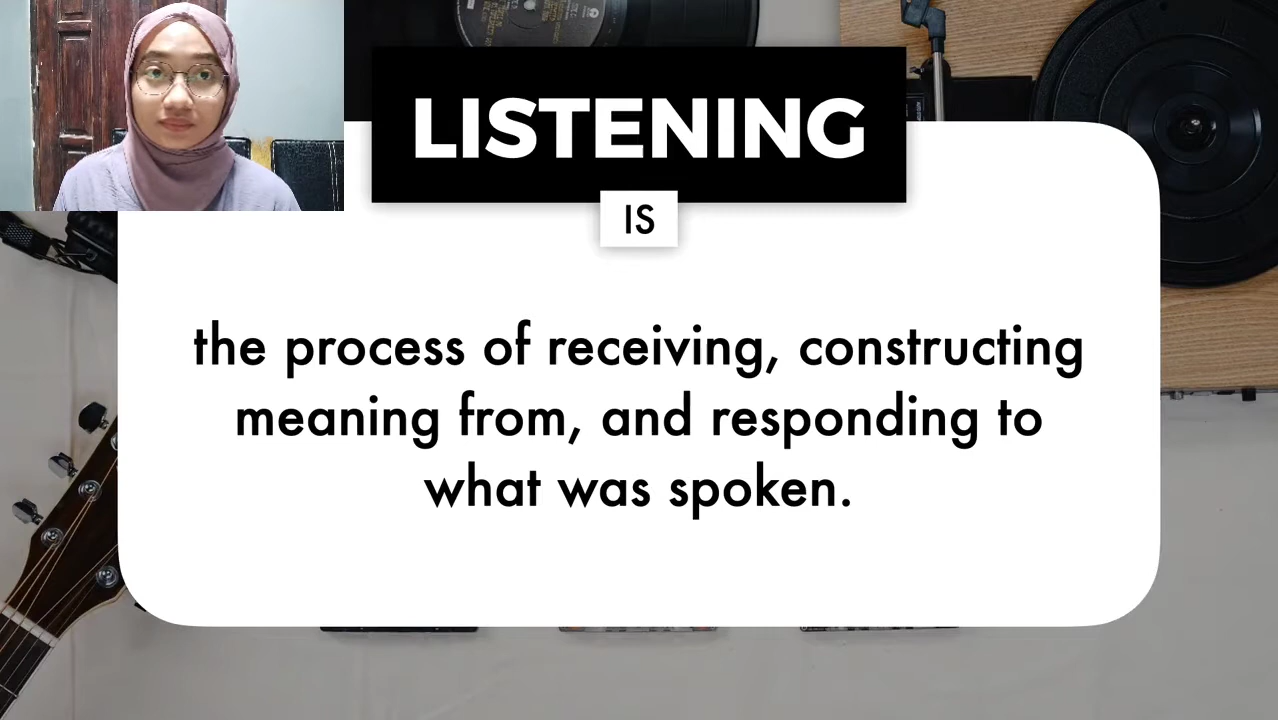 LISTENING
IS
the process of receiving, constructing
meaning from, and responding to
what was spoken.